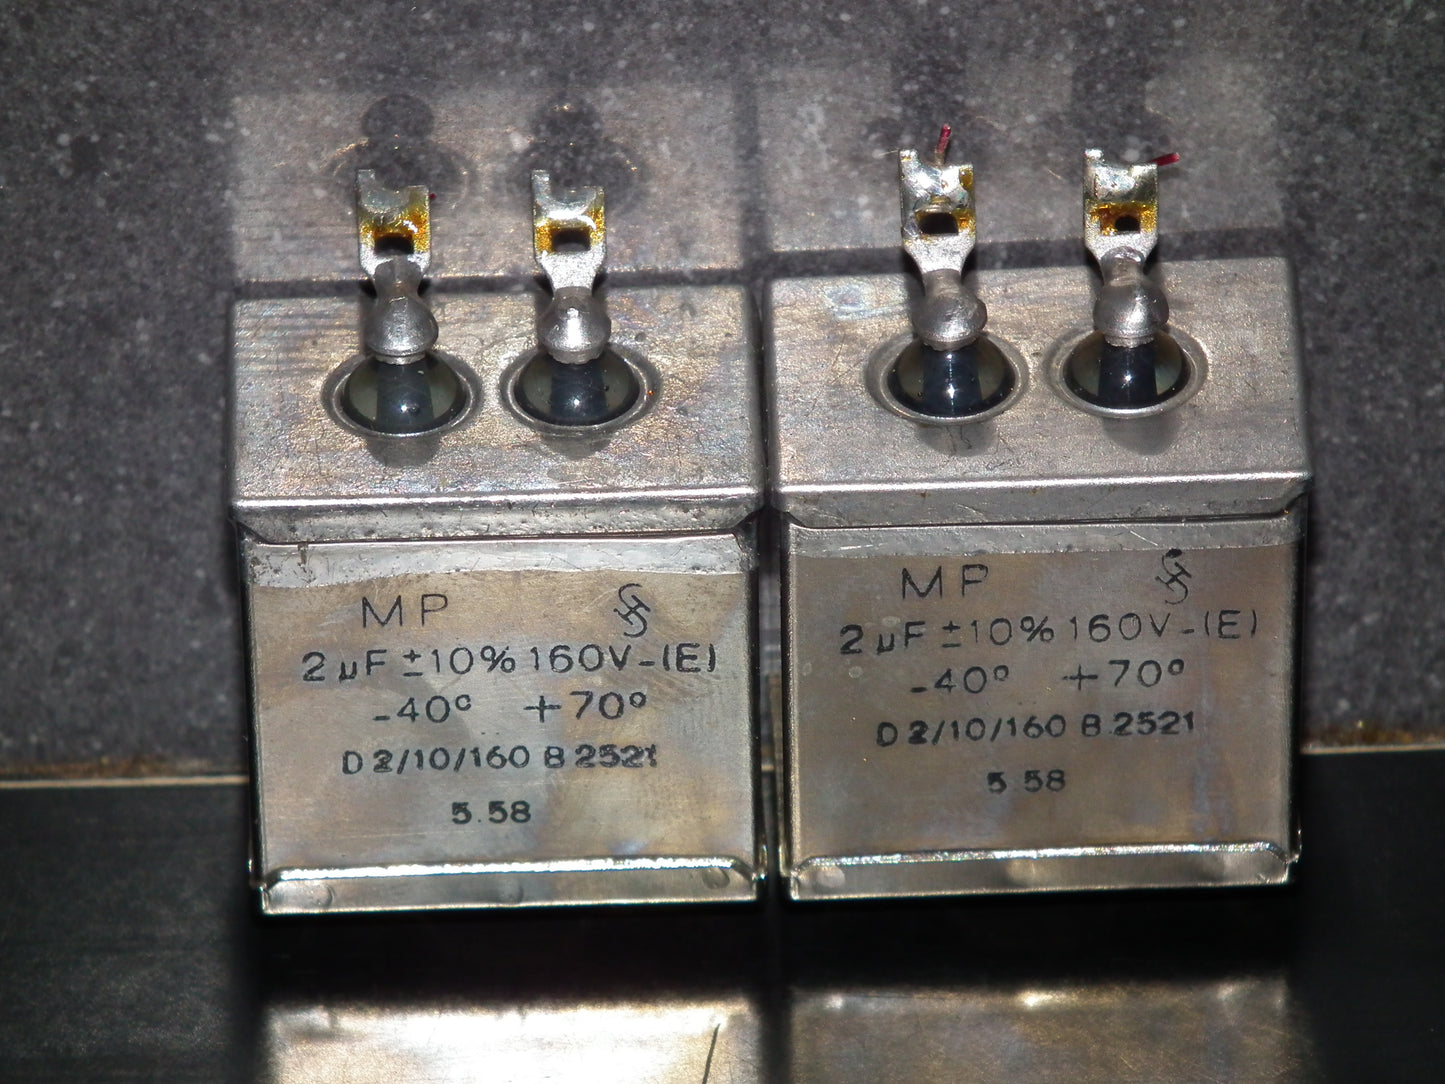 MP
2 µF ±10% 160V-(E)
-40° +70°
D 2/10/160 B 2521
5.58
MP
2 µF ±10% 160V-(E)
-40° +70°
D 2/10/160 B 2521
5 58